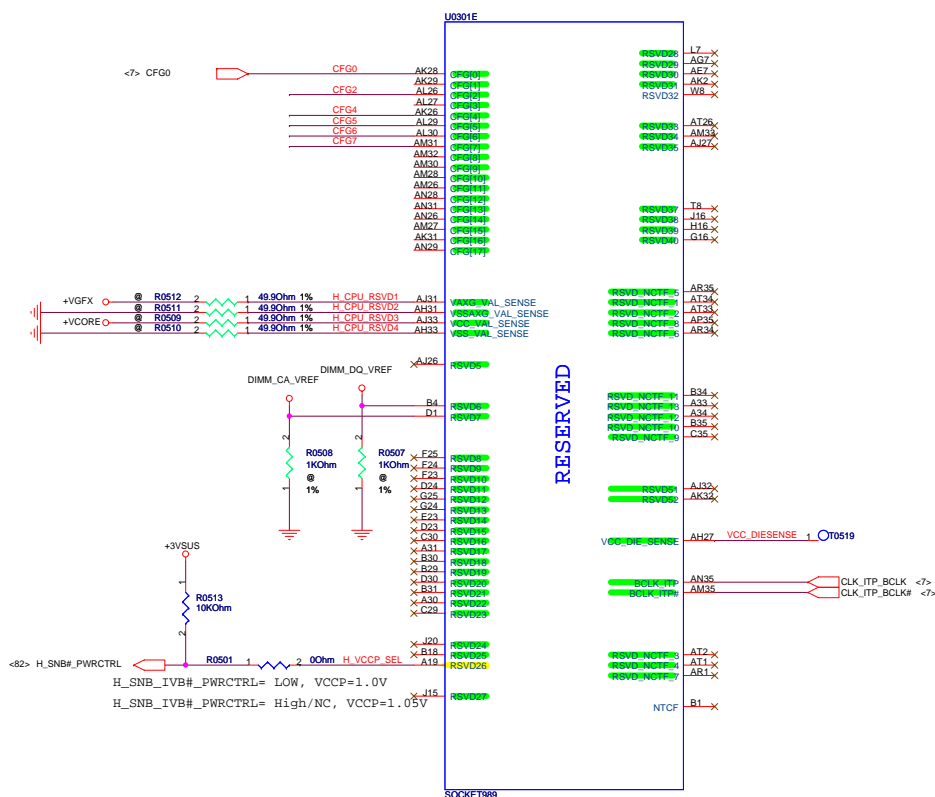 U0301E
<7> CFG0
CFG0 AK28 CFG[0]
AK29 CFG[1]
CFG2 AL26 CFG[2]
AL27 CFG[3]
CFG4 AK26 CFG[4]
CFG5 AL29 CFG[5]
CFG6 AL30 CFG[6]
CFG7 AM31 CFG[7]
AM32 CFG[8]
AM30 CFG[9]
AM28 CFG[10]
AM26 CFG[11]
AN28 CFG[12]
AN31 CFG[13]
AN26 CFG[14]
AM27 CFG[15]
AK31 CFG[16]
AN29 CFG[17]
RSVD28 L7
RSVD29 AG7
RSVD30 AE7
RSVD31 AK2
RSVD32 W8
RSVD33 AT26
RSVD34 AM33
RSVD35 AJ27
RSVD37 T8
RSVD38 J16
RSVD39 H16
RSVD40 G16
+VGFX @ R0512 2 1 49.9Ohm 1% H_CPU_RSVD1 AJ31 VAXG_VAL_SENSE
@ R0511 2 1 49.9Ohm 1% H_CPU_RSVD2 AH31 VSSAXG_VAL_SENSE
+VCORE @ R0509 2 1 49.9Ohm 1% H_CPU_RSVD3 AJ33 VCC_VAL_SENSE
@ R0510 2 1 49.9Ohm 1% H_CPU_RSVD4 AH33 VSS_VAL_SENSE
RSVD_NCTF_5 AR35
RSVD_NCTF_1 AT34
RSVD_NCTF_2 AT33
RSVD_NCTF_8 AP35
RSVD_NCTF_6 AR34
AJ26 RSVD5
DIMM_DQ_VREF
DIMM_CA_VREF
B4 RSVD6
D1 RSVD7
RESERVED
RSVD_NCTF_11 B34
RSVD_NCTF_13 A33
RSVD_NCTF_12 A34
RSVD_NCTF_10 B35
RSVD_NCTF_9 C35
2 R0508 1KOhm @ 1% 1
2 R0507 1KOhm @ 1% 1
F25 RSVD8
F24 RSVD9
F23 RSVD10
D24 RSVD11
G25 RSVD12
G24 RSVD13
E23 RSVD14
D23 RSVD15
C30 RSVD16
A31 RSVD17
B30 RSVD18
B29 RSVD19
D30 RSVD20
B31 RSVD21
A30 RSVD22
C29 RSVD23
RSVD51 AJ32
RSVD52 AK32
VCC_DIE_SENSE AH27 VCC_DIESENSE 1 T0519
BCLK_ITP AN35 CLK_ITP_BCLK <7>
BCLK_ITP# AM35 CLK_ITP_BCLK# <7>
+3VSUS
1 R0513 10KOhm 2
J20 RSVD24
B18 RSVD25
<82> H_SNB#_PWRCTRL R0501 1 2 0Ohm H_VCCP_SEL A19 RSVD26
RSVD_NCTF_3 AT2
RSVD_NCTF_4 AT1
RSVD_NCTF_7 AR1
H_SNB_IVB#_PWRCTRL= LOW, VCCP=1.0V
J15 RSVD27
H_SNB_IVB#_PWRCTRL= High/NC, VCCP=1.05V
NTCF B1
SOCKET989